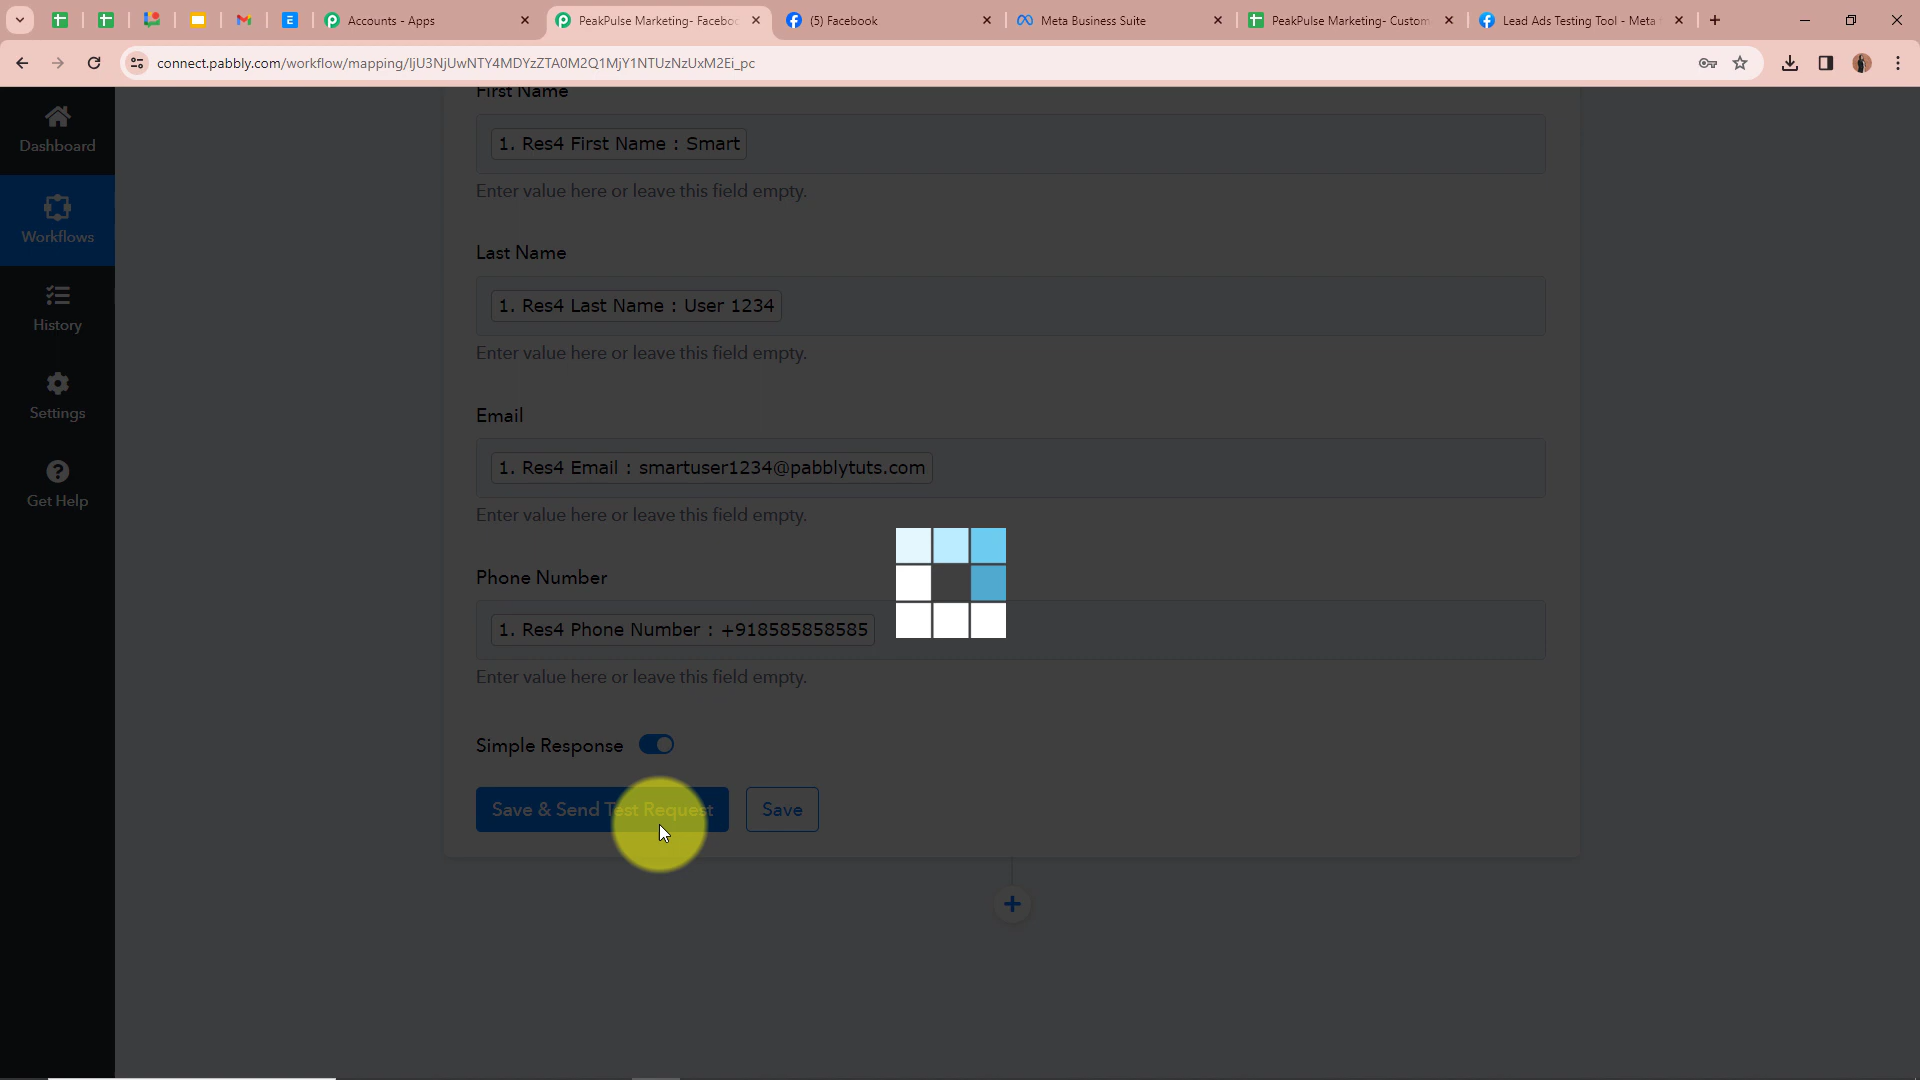 Accounts - Apps
PeakPulse Marketing- Faceboo
(5) Facebook
Meta Business Suite
PeakPulse Marketing- Custom
Lead Ads Testing Tool - Meta
connect.pabbly.com/workflow/mapping/IjU3NjUwNTY4MDYzZTA0M2Q1MjY1NTUzNzUxM2Ei_pc
Dashboard
Workflows
History
Settings
Get Help
First Name
1. Res4 First Name : Smart
Enter value here or leave this field empty.
Last Name
1. Res4 Last Name : User 1234
Enter value here or leave this field empty.
Email
1. Res4 Email : smartuser1234@pabblytuts.com
Enter value here or leave this field empty.
Phone Number
1. Res4 Phone Number : +918585858585
Enter value here or leave this field empty.
Simple Response
Save & Send Test Request
Save